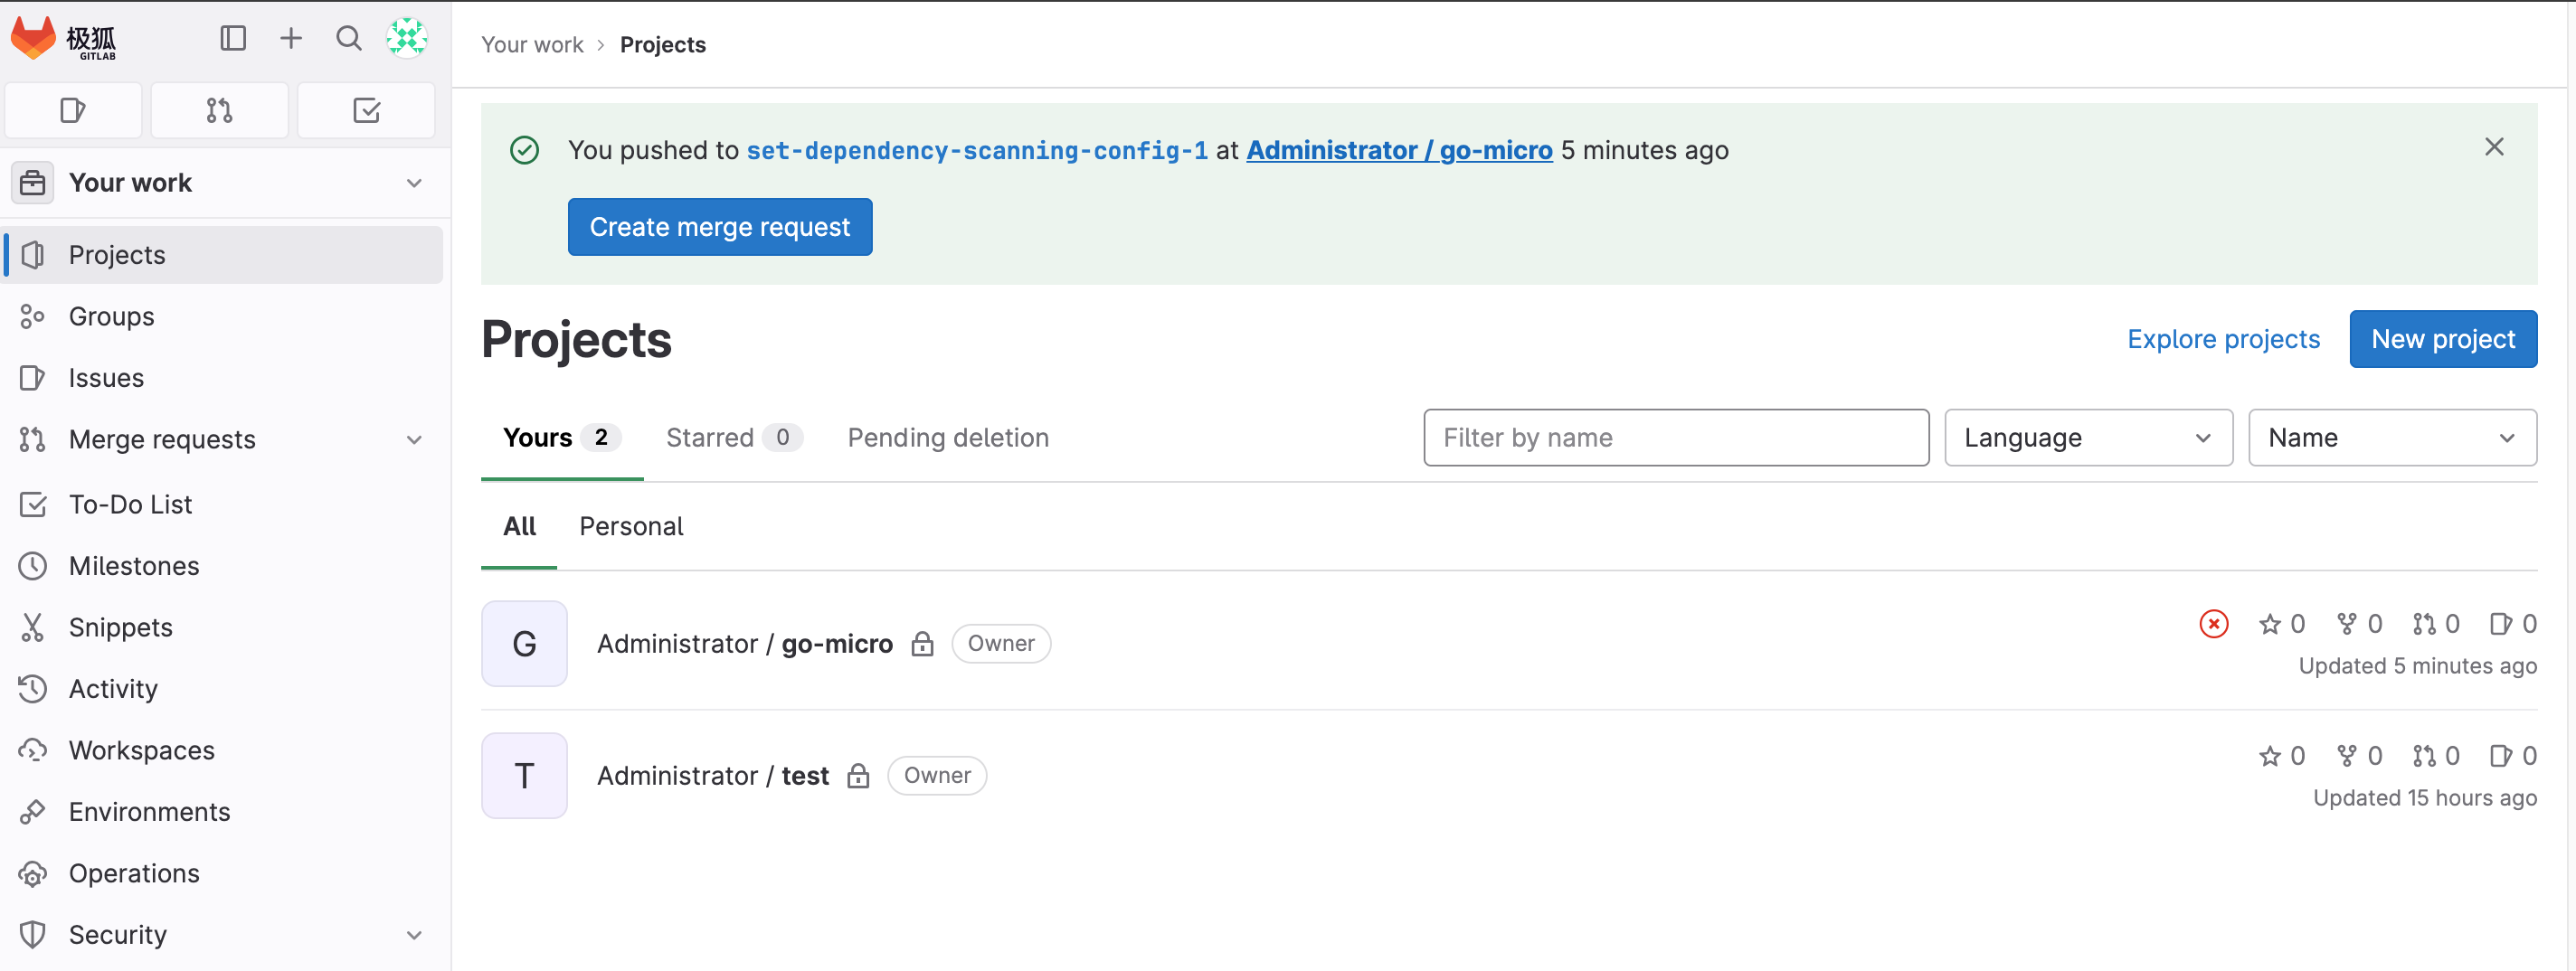 极狐
GITLAB
Your work
Projects
Groups
Issues
Merge requests
To-Do List
Milestones
Snippets
Activity
Workspaces
Environments
Operations
Security
Your work › Projects
You pushed to set-dependency-scanning-config-1 at Administrator / go-micro 5 minutes ago
Create merge request
Projects
Explore projects
New project
Yours 2
Starred 0
Pending deletion
Filter by name
Language
Name
All
Personal
G
Administrator / go-micro
Owner
0 0 0 0
Updated 5 minutes ago
T
Administrator / test
Owner
0 0 0 0
Updated 15 hours ago